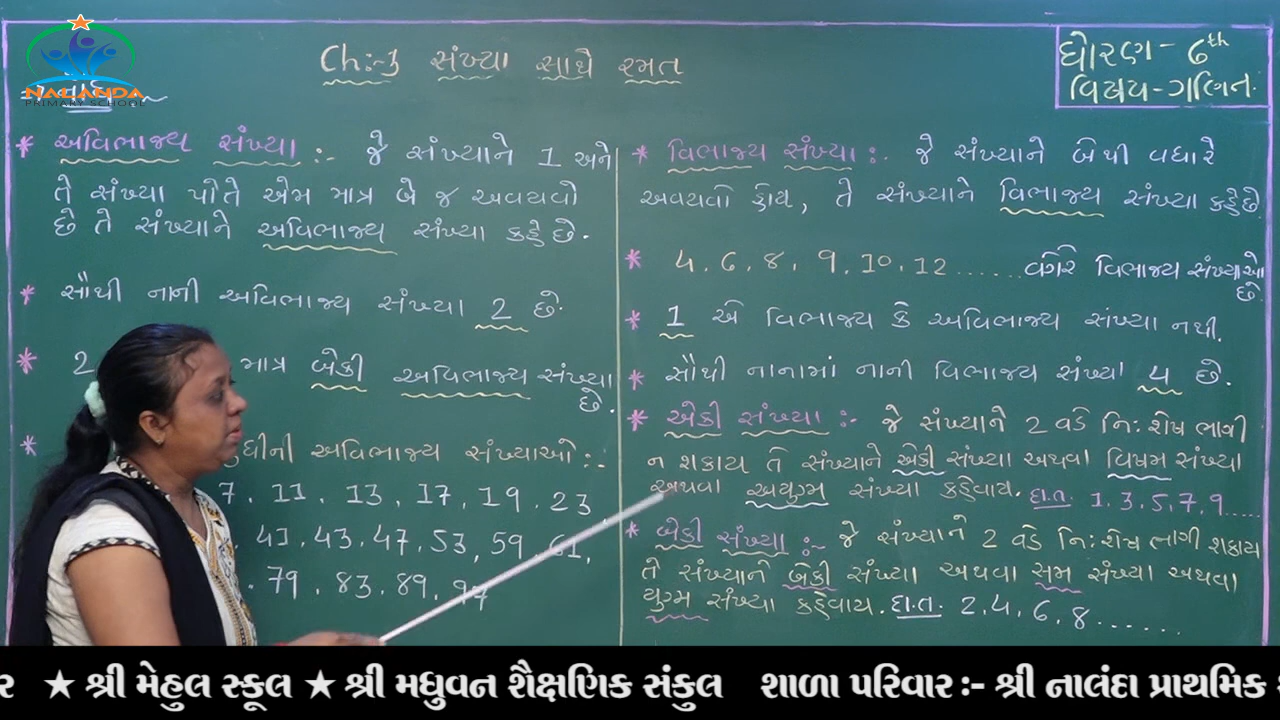 NALANDA
PRIMARY SCHOOL
Ch:-3 સંખ્યા સાથે રમત
ધોરણ - 6th
વિષય - ગણિત
* અવિભાજ્ય સંખ્યા :- જે સંખ્યાને 1 અને
તે સંખ્યા પોતે એમ માત્ર બે જ અવયવો
છે તે સંખ્યાને અવિભાજ્ય સંખ્યા કહે છે.
* સૌથી નાની અવિભાજ્ય સંખ્યા 2 છે.
* 2 માત્ર બેકી અવિભાજ્ય સંખ્યા
છે.
* સુધીની અવિભાજ્ય સંખ્યાઓ :-
7, 11, 13, 17, 19, 23,
41, 43, 47, 53, 59, 61,
79, 83, 89, 97
* વિભાજ્ય સંખ્યા :- જે સંખ્યાને બેથી વધારે
અવયવો હોય, તે સંખ્યાને વિભાજ્ય સંખ્યા કહે છે.
* 4, 6, 8, 9, 10, 12 ...... વગેરે વિભાજ્ય સંખ્યાઓ
છે.
* 1 એ વિભાજ્ય કે અવિભાજ્ય સંખ્યા નથી.
* સૌથી નાનામાં નાની વિભાજ્ય સંખ્યા 4 છે.
* એકી સંખ્યા :- જે સંખ્યાને 2 વડે નિ:શેષ ભાગી
ન શકાય તે સંખ્યાને એકી સંખ્યા અથવા વિષમ સંખ્યા
અથવા અયુગ્મ સંખ્યા કહેવાય. દા.ત. 1, 3, 5, 7, 9......
* બેકી સંખ્યા :- જે સંખ્યાને 2 વડે નિ:શેષ ભાગી શકાય
તે સંખ્યાને બેકી સંખ્યા અથવા સમ સંખ્યા અથવા
યુગ્મ સંખ્યા કહેવાય. દા.ત. 2, 4, 6, 8 ......
ર ★ શ્રી મેહુલ સ્કૂલ ★ શ્રી મધુવન શૈક્ષણિક સંકુલ શાળા પરિવાર :- શ્રી નાલંદા પ્રાથમિક